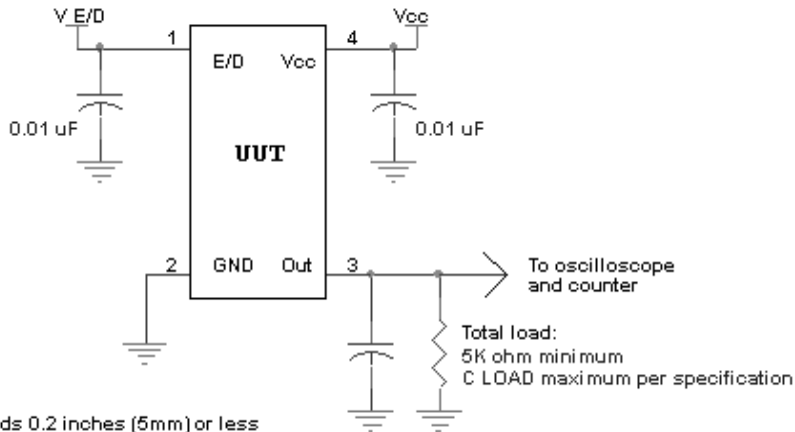 V E/D
Vcc
1
4
E/D
Vcc
0.01 uF
0.01 uF
UUT
2
GND
Out
3
To oscilloscope
and counter
Total load:
5K ohm minimum
C LOAD maximum per specification
0.2 inches (5mm) or less